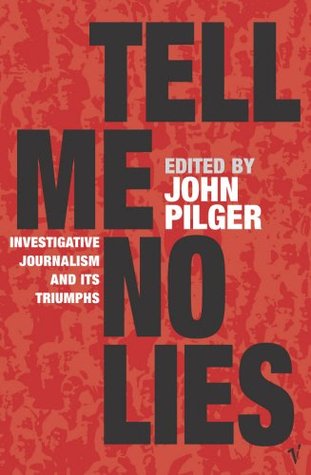 TELL
ME
NO
LIES
EDITED BY
JOHN
PILGER
INVESTIGATIVE
JOURNALISM
AND ITS
TRIUMPHS
V